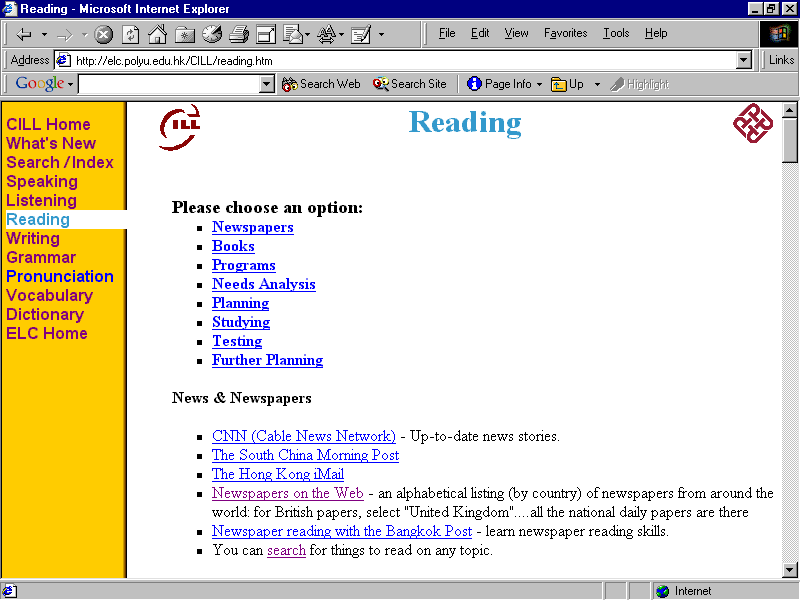 Reading - Microsoft Internet Explorer
File Edit View Favorites Tools Help
Address http://elc.polyu.edu.hk/CILL/reading.htm Links
Google Search Web Search Site Page Info Up Highlight
CILL Home
What's New
Search / Index
Speaking
Listening
Reading
Writing
Grammar
Pronunciation
Vocabulary
Dictionary
ELC Home
CILL
Reading
Please choose an option:
Newspapers
Books
Programs
Needs Analysis
Planning
Studying
Testing
Further Planning
News & Newspapers
CNN (Cable News Network) - Up-to-date news stories.
The South China Morning Post
The Hong Kong iMail
Newspapers on the Web - an alphabetical listing (by country) of newspapers from around the
world: for British papers, select "United Kingdom"....all the national daily papers are there
Newspaper reading with the Bangkok Post - learn newspaper reading skills.
You can search for things to read on any topic.
Internet